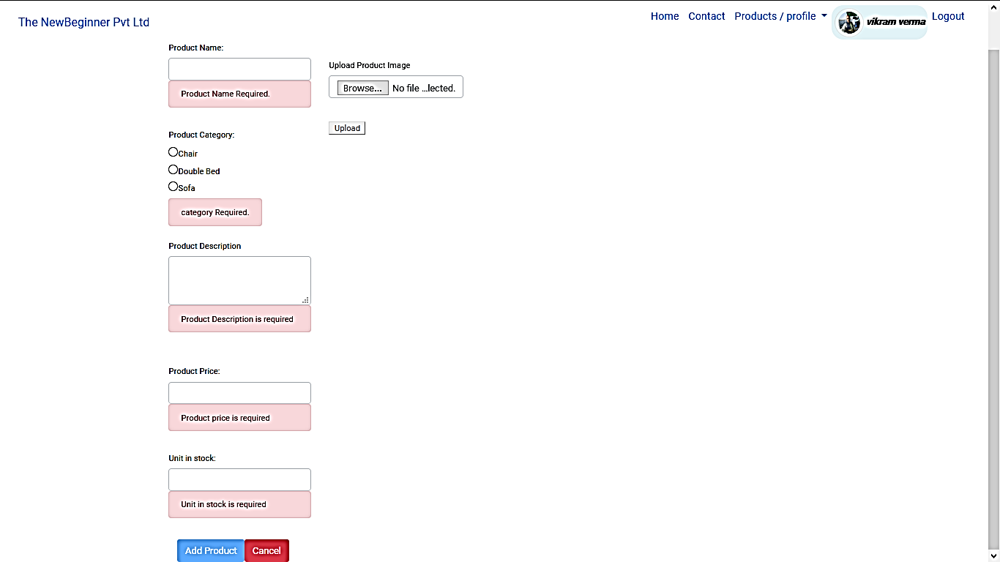 The NewBeginner Pvt Ltd
Home Contact Products / profile vikram verma Logout
Product Name:
Product Name Required.
Upload Product Image
Browse... No file ...lected.
Upload
Product Category:
Chair
Double Bed
Sofa
category Required.
Product Description
Product Description is required
Product Price:
Product price is required
Unit in stock:
Unit in stock is required
Add Product Cancel